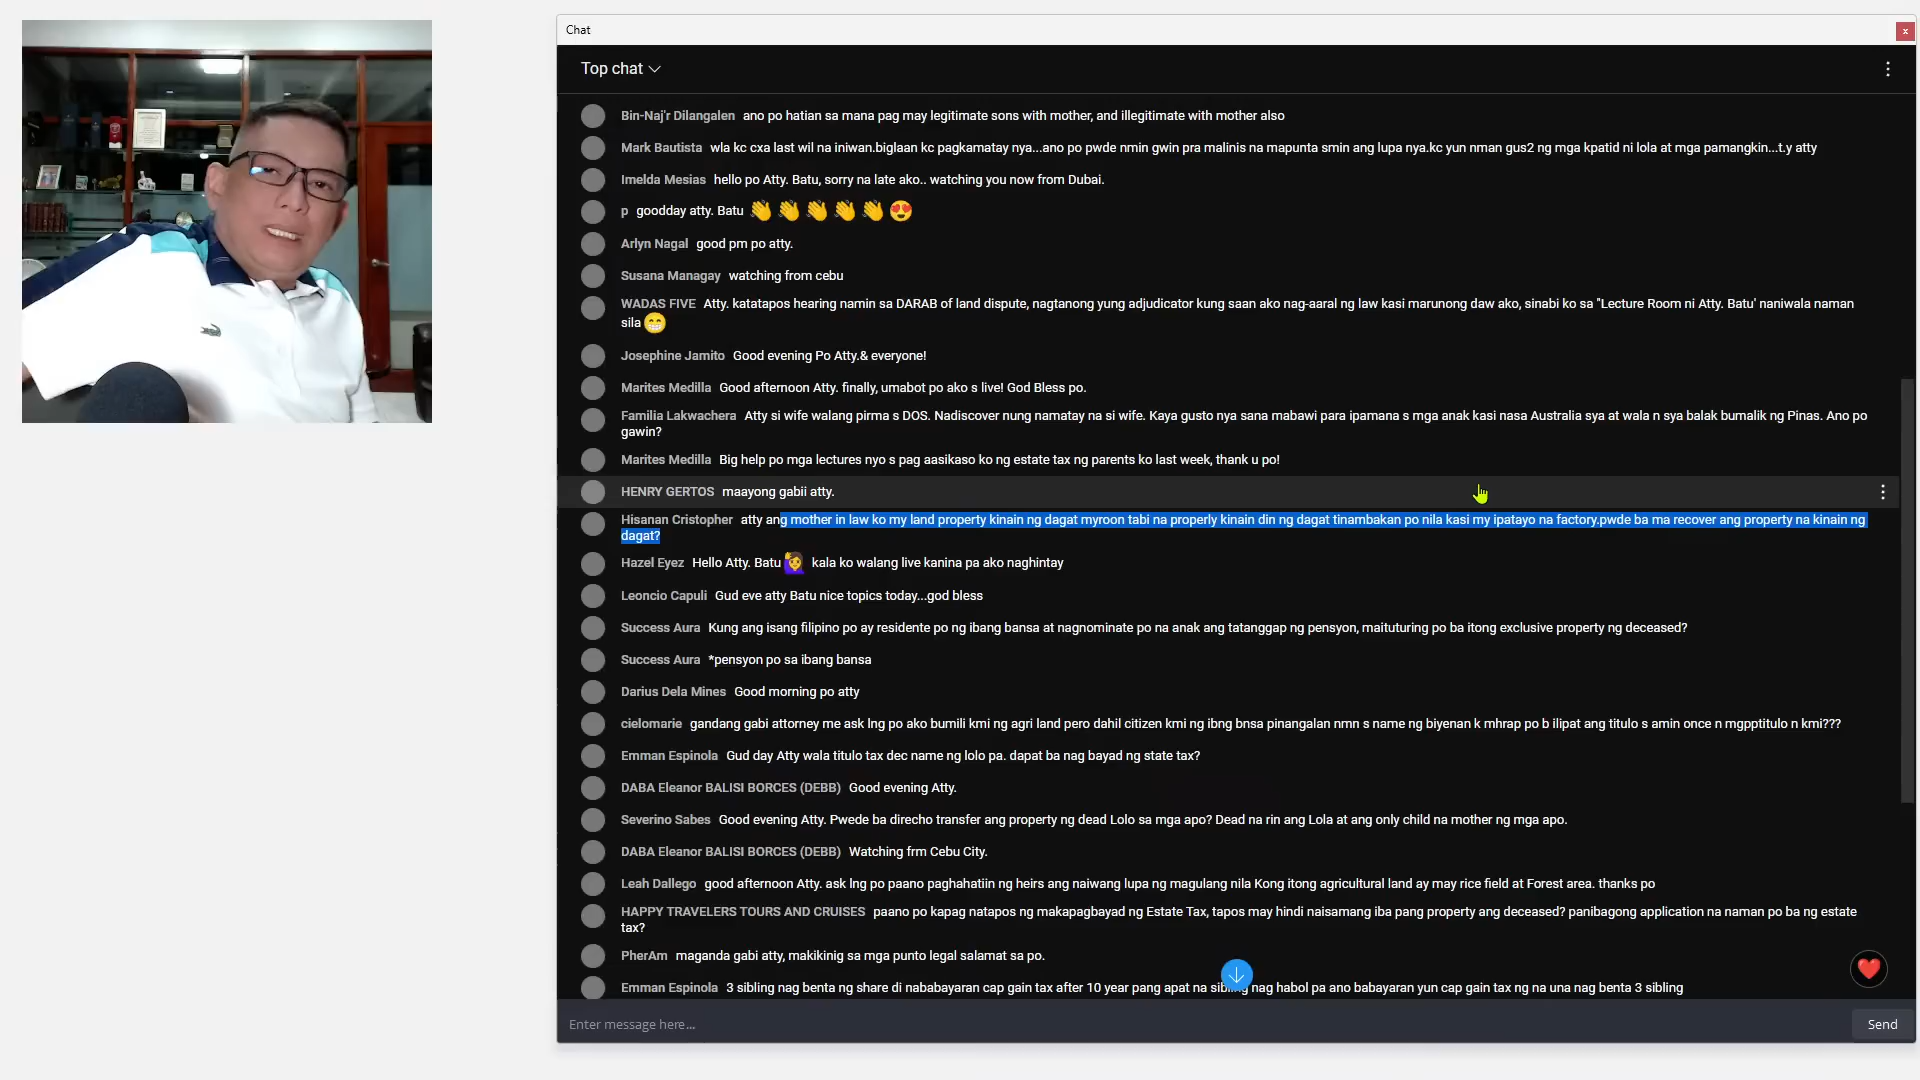 Chat
x
Top chat
Bin-Naj'r Dilangalen ano po hatian sa mana pag may legitimate sons with mother, and illegitimate with mother also
Mark Bautista wla kc cxa last wil na iniwan.biglaan kc pagkamatay nya...ano po pwde nmin gwin pra malinis na mapunta smin ang lupa nya.kc yun nman gus2 ng mga kpatid ni lola at mga pamangkin...t.y atty
Imelda Mesias hello po Atty. Batu, sorry na late ako.. watching you now from Dubai.
p goodday atty. Batu 👋👋👋👋👋😍
Arlyn Nagal good pm po atty.
Susana Managay watching from cebu
WADAS FIVE Atty. katatapos hearing namin sa DARAB of land dispute, nagtanong yung adjudicator kung saan ako nag-aaral ng law kasi marunong daw ako, sinabi ko sa "Lecture Room ni Atty. Batu' naniwala naman
sila 😁
Josephine Jamito Good evening Po Atty.& everyone!
Marites Medilla Good afternoon Atty. finally, umabot po ako s live! God Bless po.
Familia Lakwachera Atty si wife walang pirma s DOS. Nadiscover nung namatay na si wife. Kaya gusto nya sana mabawi para ipamana s mga anak kasi nasa Australia sya at wala n sya balak bumalik ng Pinas. Ano po
gawin?
Marites Medilla Big help po mga lectures nyo s pag aasikaso ko ng estate tax ng parents ko last week, thank u po!
HENRY GERTOS maayong gabii atty.
Hisanan Cristopher atty ang mother in law ko my land property kinain ng dagat myroon tabi na properly kinain din ng dagat tinambakan po nila kasi my ipatayo na factory.pwde ba ma recover ang property na kinain ng
dagat?
Hazel Eyez Hello Atty. Batu 🙋‍♀️ kala ko walang live kanina pa ako naghintay
Leoncio Capuli Gud eve atty Batu nice topics today...god bless
Success Aura Kung ang isang filipino po ay residente po ng ibang bansa at nagnominate po na anak ang tatanggap ng pensyon, maituturing po ba itong exclusive property ng deceased?
Success Aura *pensyon po sa ibang bansa
Darius Dela Mines Good morning po atty
cielomarie gandang gabi attorney me ask lng po ako bumili kmi ng agri land pero dahil citizen kmi ng ibng bnsa pinangalan nmn s name ng biyenan k mhrap po b ilipat ang titulo s amin once n mgpptitulo n kmi???
Emman Espinola Gud day Atty wala titulo tax dec name ng lolo pa. dapat ba nag bayad ng state tax?
DABA Eleanor BALISI BORCES (DEBB) Good evening Atty.
Severino Sabes Good evening Atty. Pwede ba direcho transfer ang property ng dead Lolo sa mga apo? Dead na rin ang Lola at ang only child na mother ng mga apo.
DABA Eleanor BALISI BORCES (DEBB) Watching frm Cebu City.
Leah Dallego good afternoon Atty. ask lng po paano paghahatiin ng heirs ang naiwang lupa ng magulang nila Kong itong agricultural land ay may rice field at Forest area. thanks po
HAPPY TRAVELERS TOURS AND CRUISES paano po kapag natapos ng makapagbayad ng Estate Tax, tapos may hindi naisamang iba pang property ang deceased? panibagong application na naman po ba ng estate
tax?
PherAm maganda gabi atty, makikinig sa mga punto legal salamat sa po.
Emman Espinola 3 sibling nag benta ng share di nababayaran cap gain tax after 10 year pang apat na sibling nag habol pa ano babayaran yun cap gain tax ng na una nag benta 3 sibling
Enter message here...
Send